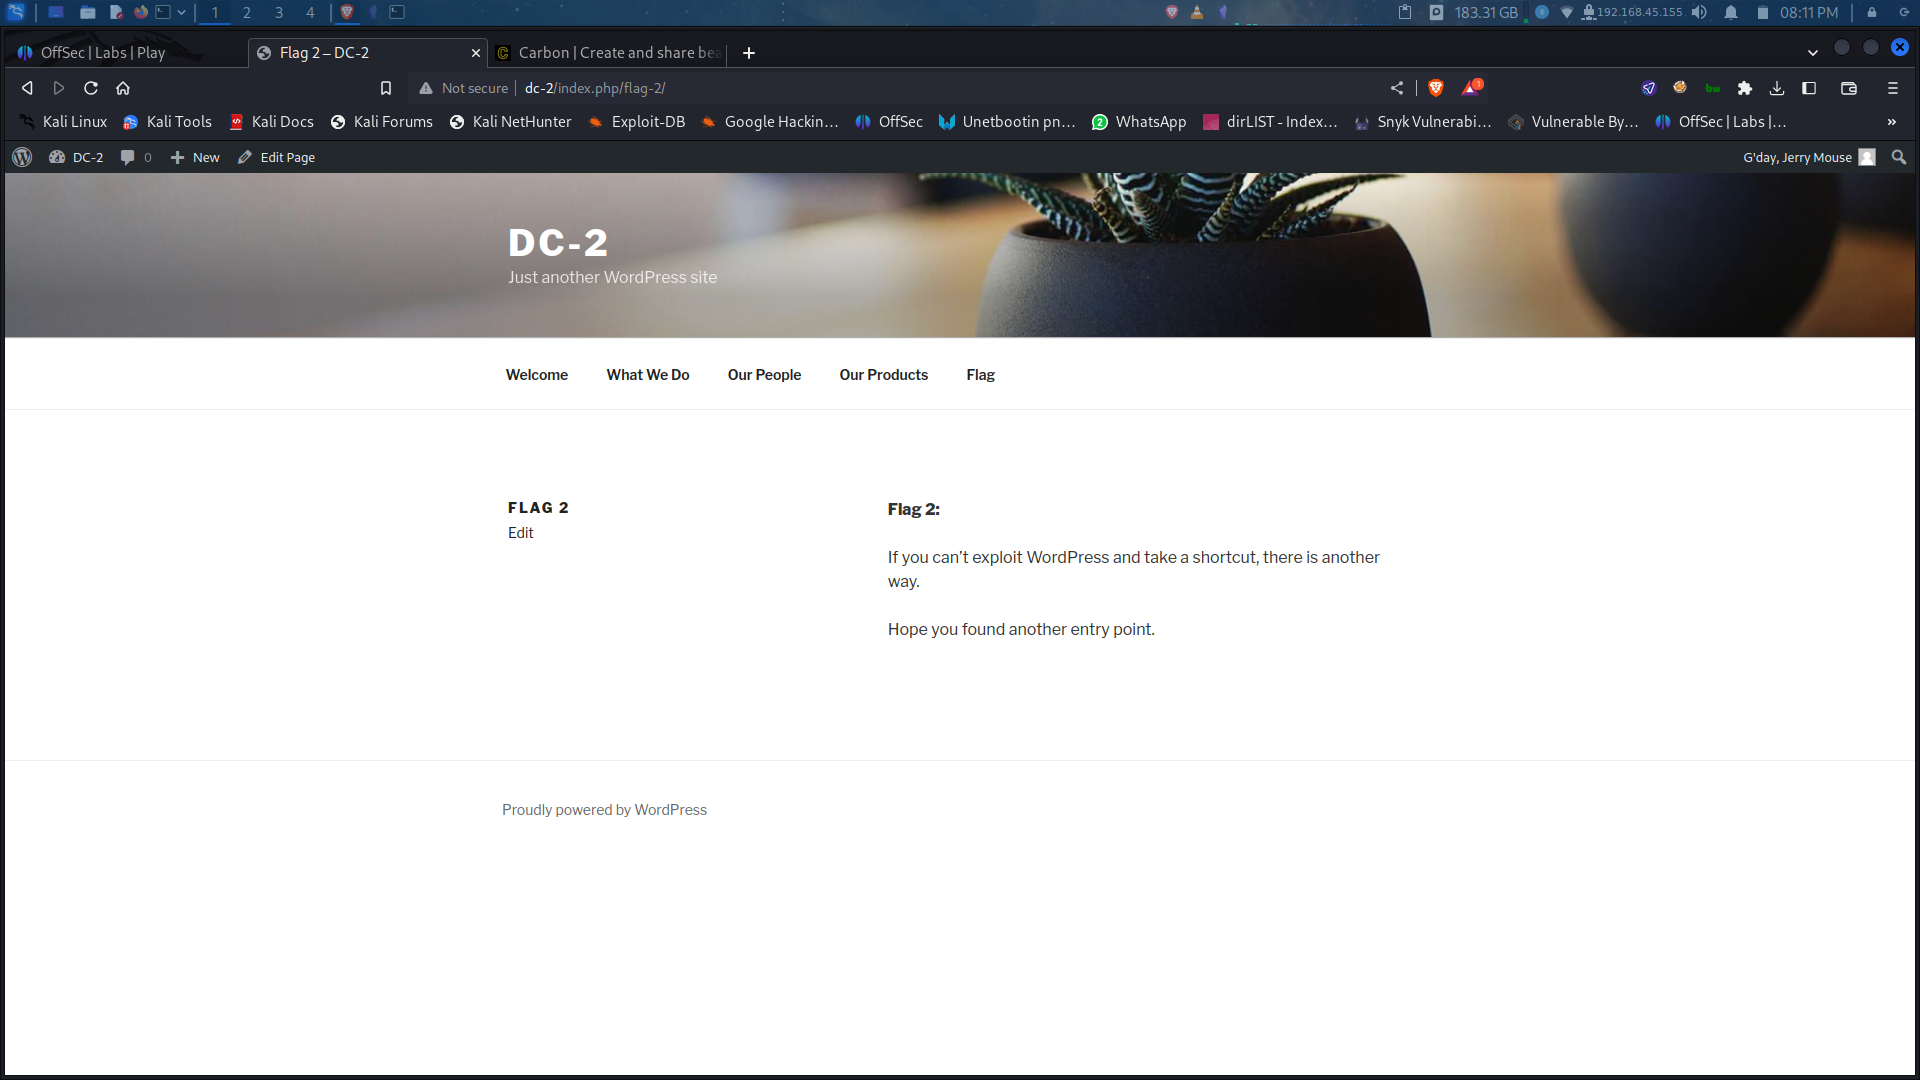 1 2 3 4 183.31 GB 192.168.45.155 08:11 PM
OffSec | Labs | Play Flag 2 – DC-2 Carbon | Create and share bea
Not secure dc-2/index.php/flag-2/ 1 bw
Kali Linux Kali Tools Kali Docs Kali Forums Kali NetHunter Exploit-DB Google Hackin… OffSec Unetbootin pn… WhatsApp dirLIST - Index… Snyk Vulnerabi… Vulnerable By… OffSec | Labs |… »
DC-2 0 New Edit Page G'day, Jerry Mouse
DC-2
Just another WordPress site
Welcome What We Do Our People Our Products Flag
FLAG 2
Edit
Flag 2:
If you can’t exploit WordPress and take a shortcut, there is another
way.
Hope you found another entry point.
Proudly powered by WordPress